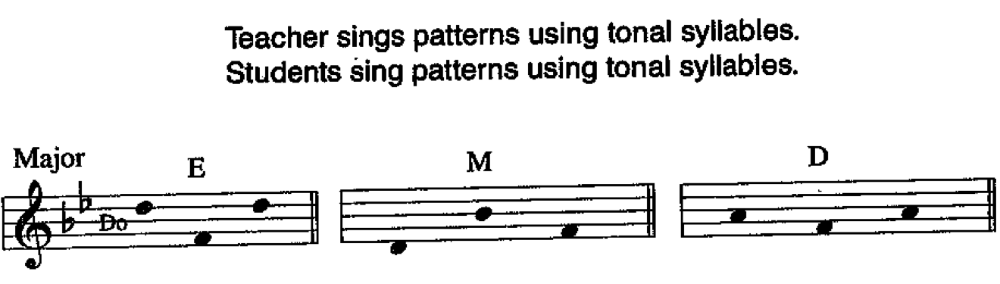 Teacher sings patterns using tonal syllables.
Students sing patterns using tonal syllables.
Major E M D
Do